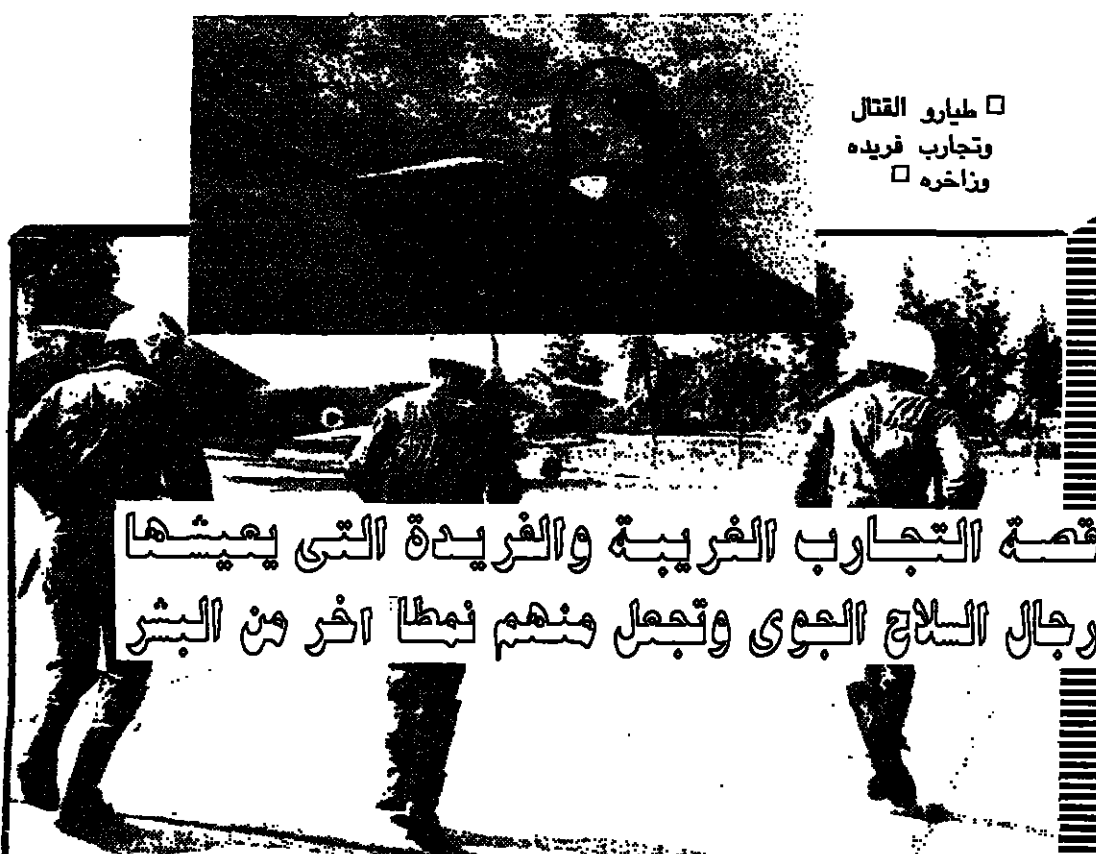 □ طيارو القتال
وتجارب فريده
وزاخره □
قصة التجارب الغريبة والفريدة التى يعيشها
رجال السلاح الجوى وتجعل منهم نمطا اخر من البشر